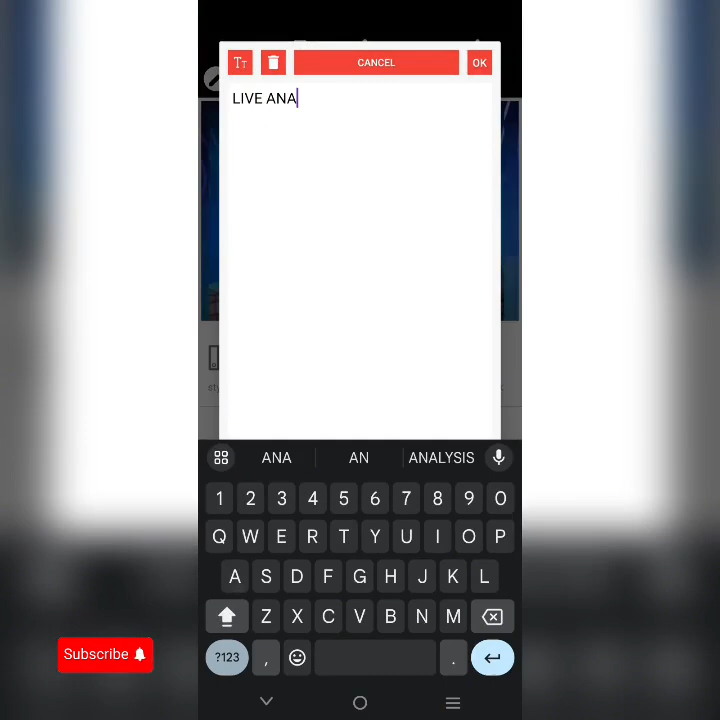 TT CANCEL OK
LIVE ANA
ANA AN ANALYSIS
1 2 3 4 5 6 7 8 9 0
Q W E R T Y U I O P
A S D F G H J K L
Z X C V B N M
?123 , .
Subscribe